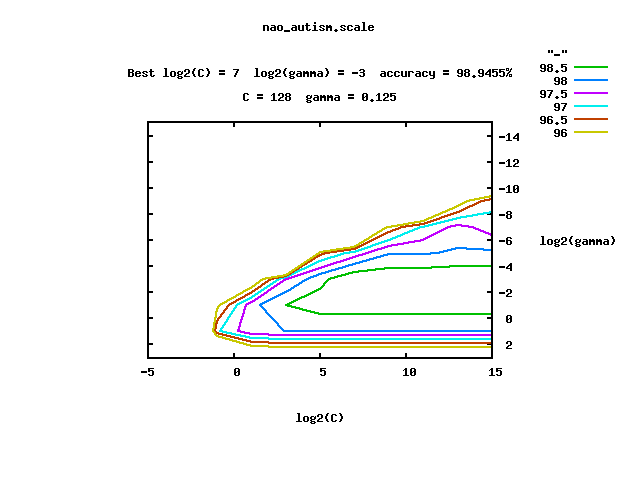 nao_autism.scale
"-"
Best log2(C) = 7  log2(gamma) = -3  accuracy = 98.9455%
98.5
98
C = 128  gamma = 0.125
97.5
97
96.5
96
-14
-12
-10
-8
-6
log2(gamma)
-4
-2
0
2
-5 0 5 10 15
log2(C)